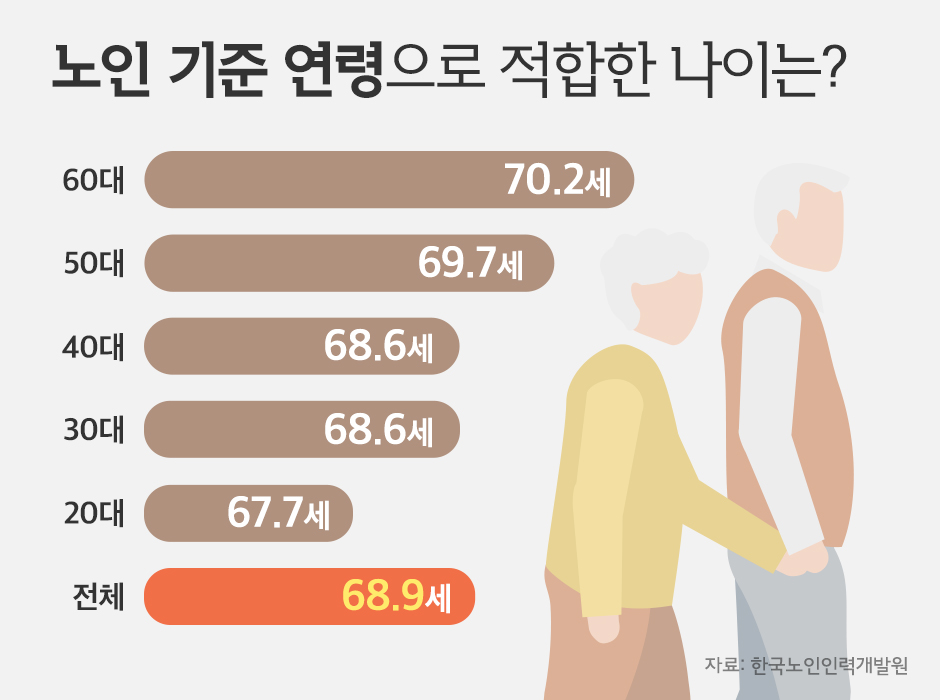 노인 기준 연령으로 적합한 나이는?
60대 70.2세
50대 69.7세
40대 68.6세
30대 68.6세
20대 67.7세
전체 68.9세
자료: 한국노인인력개발원